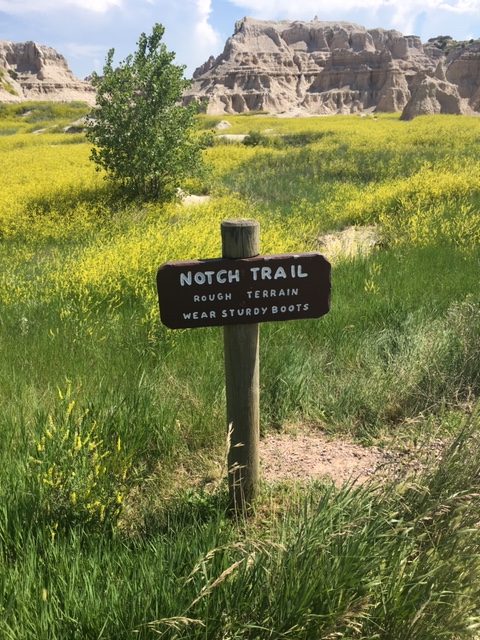 NOTCH TRAIL
ROUGH TERRAIN
WEAR STURDY BOOTS